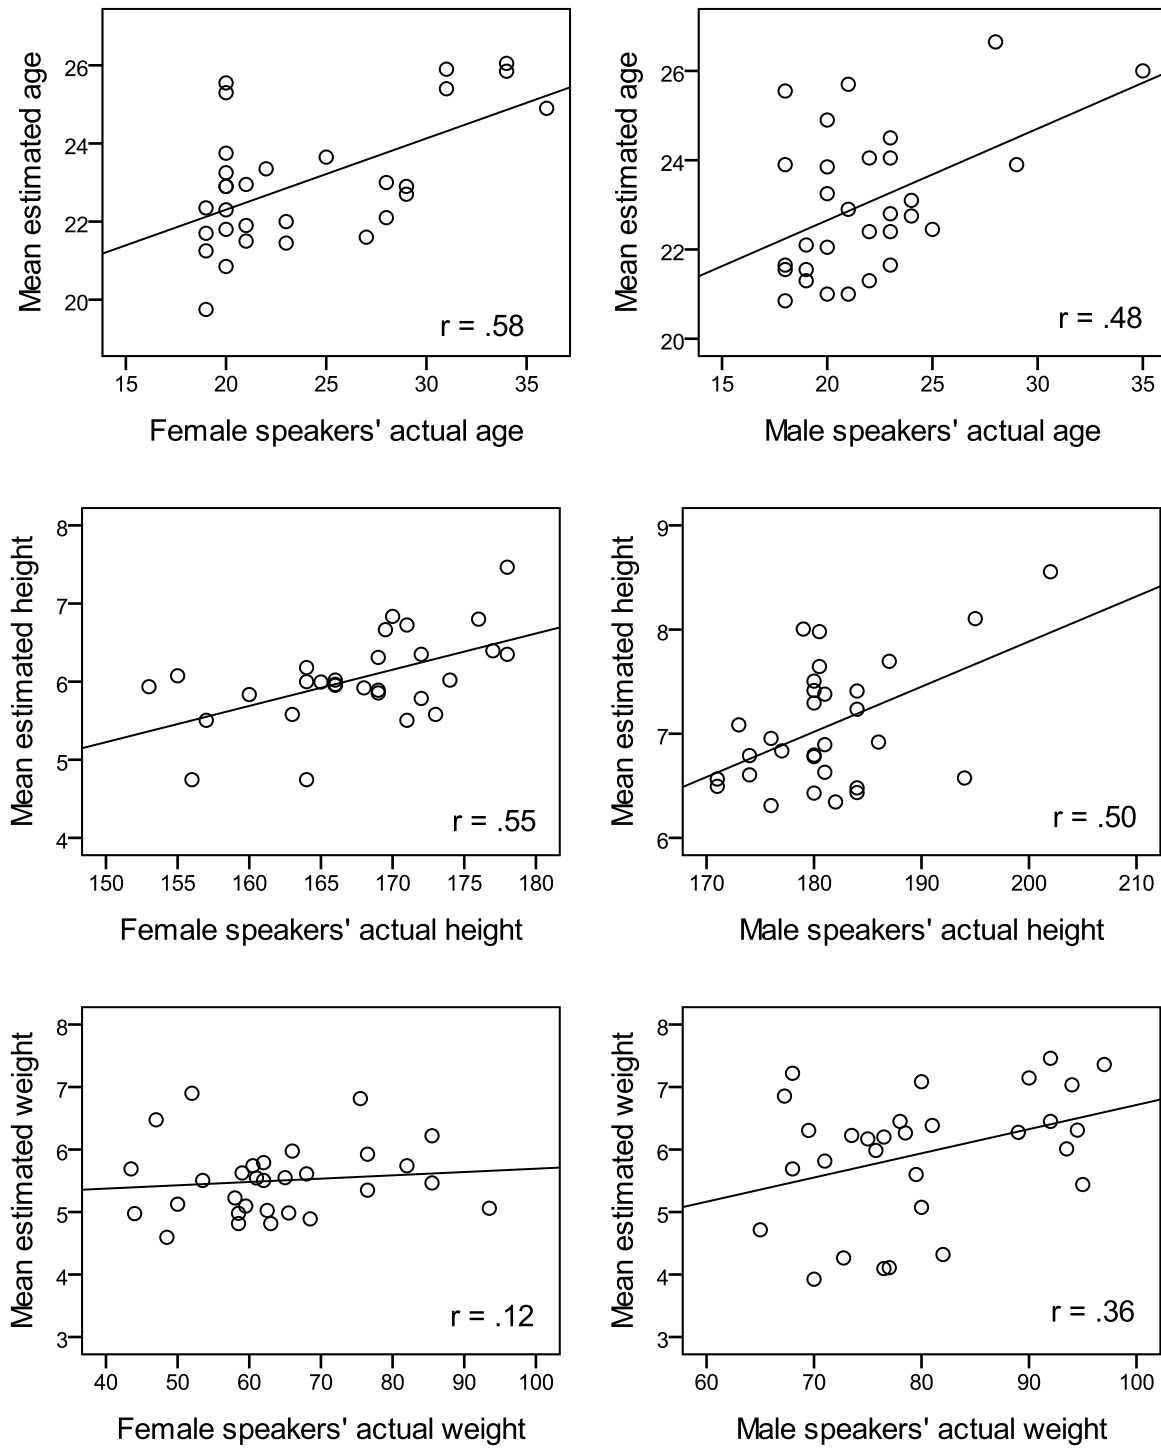 Mean estimated age
26
24
22
20
r = .58
15 20 25 30 35
Female speakers' actual age
Mean estimated age
26
24
22
20
r = .48
15 20 25 30 35
Male speakers' actual age
Mean estimated height
8
7
6
5
4
r = .55
150 155 160 165 170 175 180
Female speakers' actual height
Mean estimated height
9
8
7
6
r = .50
170 180 190 200 210
Male speakers' actual height
Mean estimated weight
8
7
6
5
4
3
r = .12
40 50 60 70 80 90 100
Female speakers' actual weight
Mean estimated weight
8
7
6
5
4
3
r = .36
60 70 80 90 100
Male speakers' actual weight